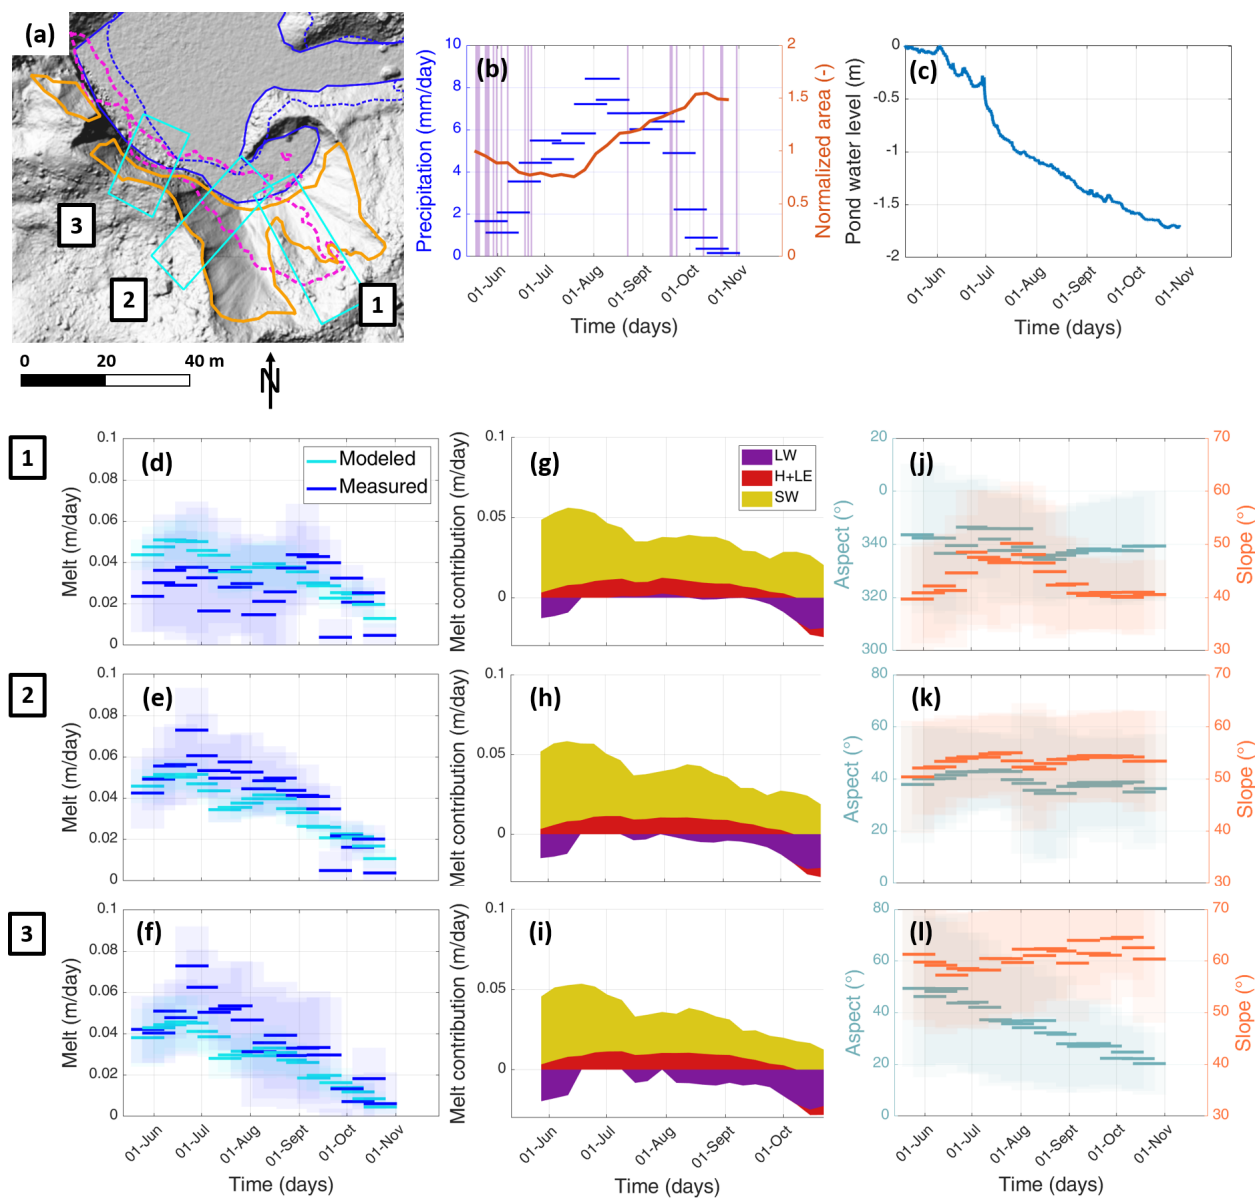 (a)
3
2
1
0 20 40 m
N
(b)
Precipitation (mm/day)
10
8
6
4
2
0
2
1.5
1
0.5
0
Normalized area (-)
01-Jun 01-Jul 01-Aug 01-Sept 01-Oct 01-Nov
Time (days)
(c)
Pond water level (m)
0
-0.5
-1
-1.5
-2
01-Jun 01-Jul 01-Aug 01-Sept 01-Oct 01-Nov
Time (days)
1
(d)
Modeled
Measured
Melt (m/day)
0.1
0.08
0.06
0.04
0.02
0
(g)
LW
H+LE
SW
Melt contribution (m/day)
0.1
0.05
0
(j)
Aspect (°)
20
0
340
320
300
70
60
50
40
30
Slope (°)
2
(e)
Melt (m/day)
0.1
0.08
0.06
0.04
0.02
0
(h)
Melt contribution (m/day)
0.1
0.05
0
(k)
Aspect (°)
80
60
40
20
0
70
60
50
40
30
Slope (°)
3
(f)
Melt (m/day)
0.1
0.08
0.06
0.04
0.02
0
01-Jun 01-Jul 01-Aug 01-Sept 01-Oct 01-Nov
Time (days)
(i)
Melt contribution (m/day)
0.1
0.05
0
01-Jun 01-Jul 01-Aug 01-Sept 01-Oct
Time (days)
(l)
Aspect (°)
80
60
40
20
0
70
60
50
40
30
Slope (°)
01-Jun 01-Jul 01-Aug 01-Sept 01-Oct 01-Nov
Time (days)